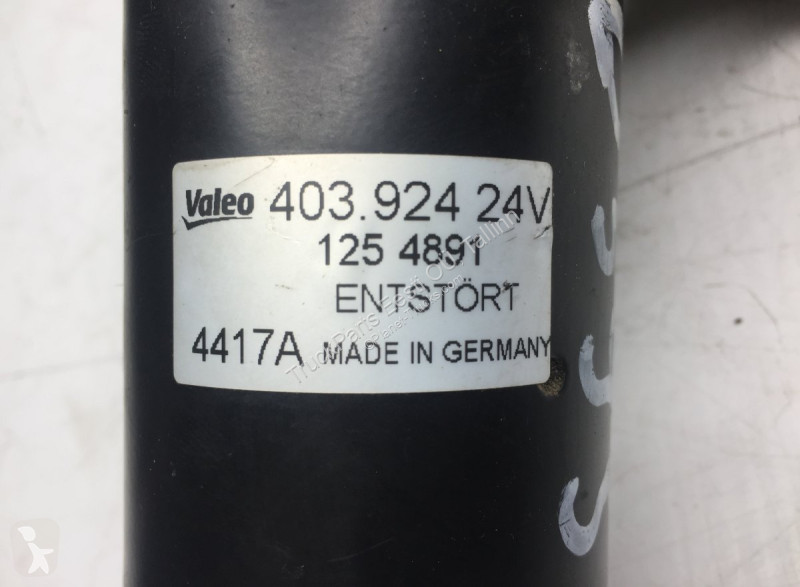 Valeo 403.924 24V
125 4891
ENTSTÖRT
4417A MADE IN GERMANY